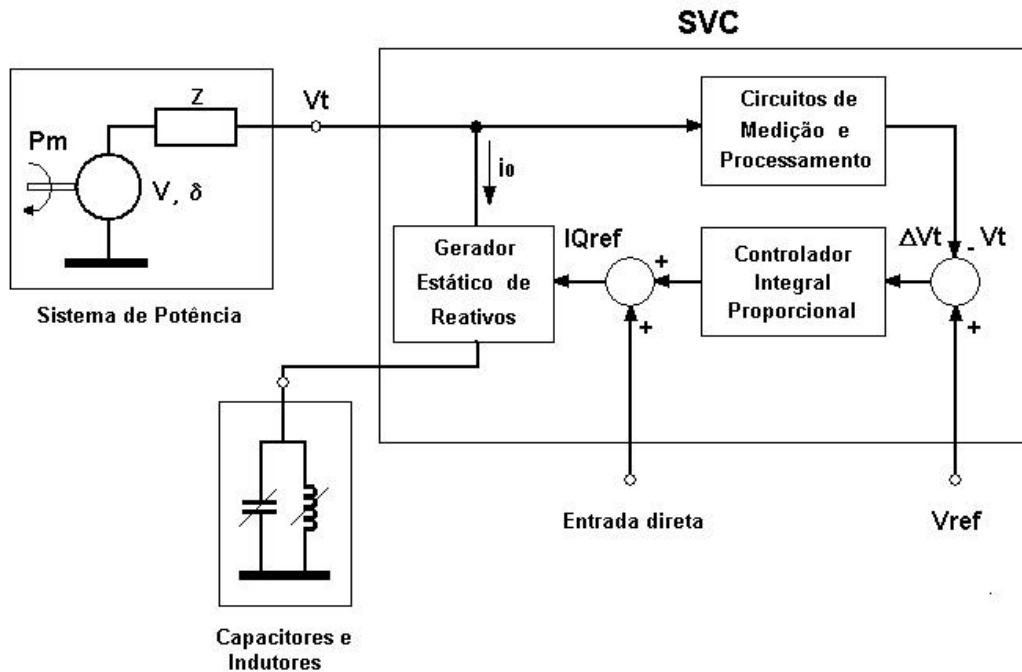 SVC
Z
Vt
Pm
V, δ
Sistema de Potência
Circuitos de
Medição e
Processamento
i0
IQref
ΔVt
- Vt
Gerador
Estático de
Reativos
+
+
Controlador
Integral
Proporcional
+
Entrada direta
Vref
Capacitores e
Indutores